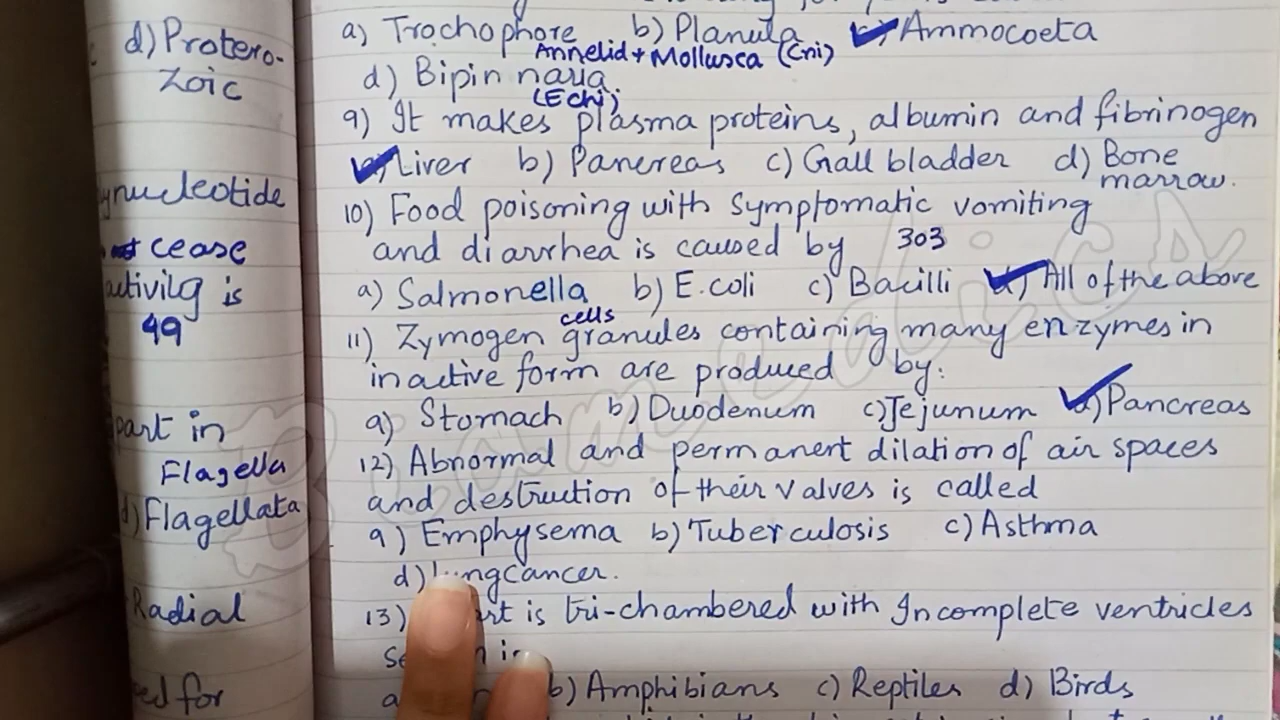 d) Protero-
Zoic
nucleotide
cease
activilg is
49
part in
Flagella
d) Flagellata
Radial
for
a) Trochophore b) Planula c) Ammocoeta
Annelid + Mollusca (Cni)
d) Bipin naria
(Echi)
9) It makes plasma proteins, albumin and fibrinogen
a) Liver b) Pancreas c) Gall bladder d) Bone
marrow.
10) Food poisoning with symptomatic vomiting
and diarrhea is caused by 303
a) Salmonella b) E.coli c) Bacilli d) All of the above
cells
11) Zymogen granules containing many enzymes in
inactive form are produced by:
a) Stomach b) Duodenum c) Jejunum d) Pancreas
12) Abnormal and permanent dilation of air spaces
and destruction of their valves is called
a) Emphysema b) Tuberculosis c) Asthma
d) lung cancer.
13) is tri-chambered with Incomplete ventricles
b) Amphibians c) Reptiles d) Birds